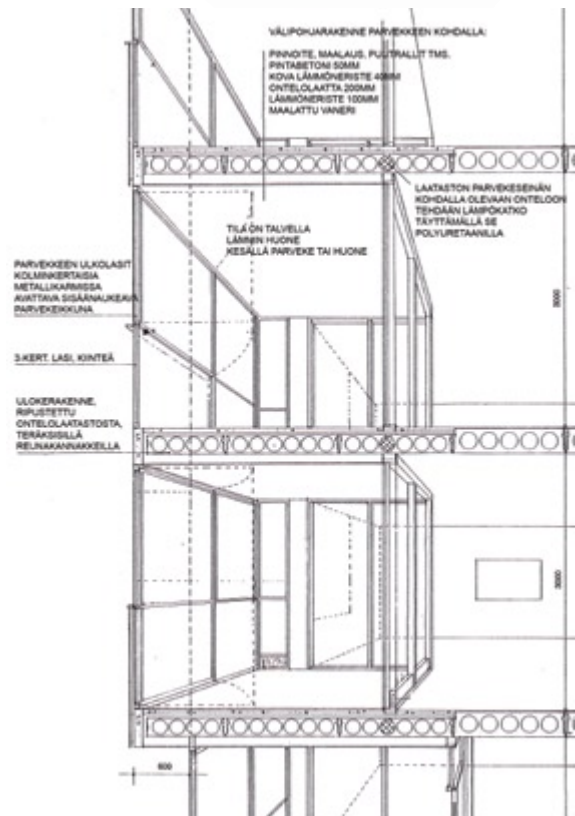 VÄLIPOHJARAKENNE PARVEKKEEN KOHDALLA:
PINNOITE, MAALAUS, PUUTRALLIT TMS.
PINTABETONI 50MM
KOVA LÄMMÖNERISTE 40MM
ONTELOLAATTA 200MM
LÄMMÖNERISTE 100MM
MAALATTU VANERI
LAATASTON PARVEKESEINÄN
KOHDALLA OLEVAAN ONTELOON
TEHDÄÄN LÄMPÖKATKO
TÄYTTÄMÄLLÄ SE
POLYURETAANILLA
TILA ON TALVELLA
LÄMMIN HUONE
KESÄLLÄ PARVEKE TAI HUONE
PARVEKKEEN ULKOLASIT
KOLMINKERTAISIA
METALLIKARMISSA
AVATTAVA SISÄÄNAUKEAVA
PARVEKEIKKUNA
3-KERT. LASI, KIINTEÄ
ULOKERAKENNE,
RIPUSTETTU
ONTELOLAATASTOSTA,
TERÄKSISILLÄ
REUNAKANNAKKEILLA
3000
3000
600